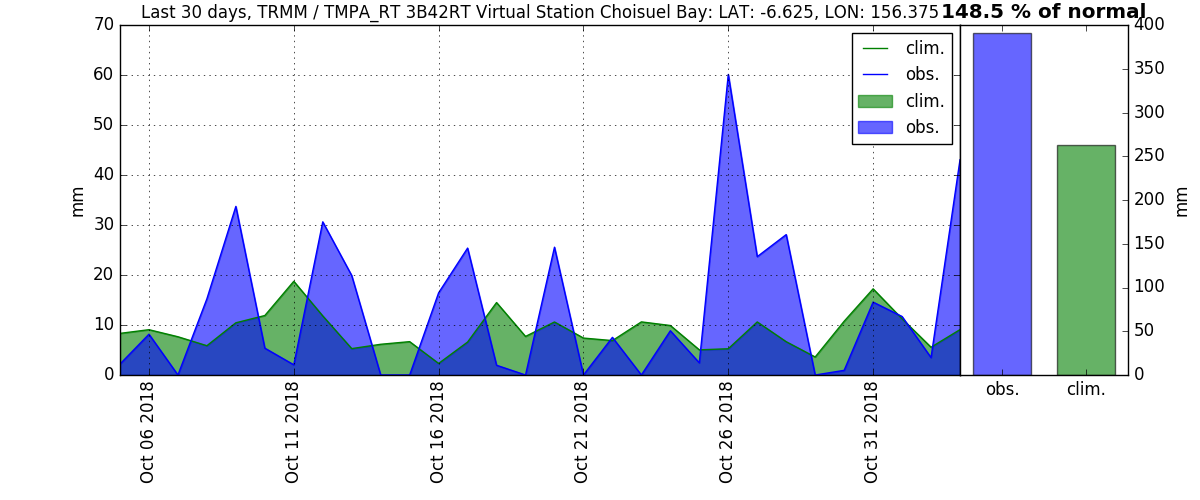 Last 30 days, TRMM / TMPA_RT 3B42RT Virtual Station Choisuel Bay: LAT: -6.625, LON: 156.375
148.5 % of normal
70
60
50
40
30
20
10
0
mm
clim.
obs.
clim.
obs.
Oct 06 2018
Oct 11 2018
Oct 16 2018
Oct 21 2018
Oct 26 2018
Oct 31 2018
400
350
300
250
200
150
100
50
0
mm
obs.
clim.